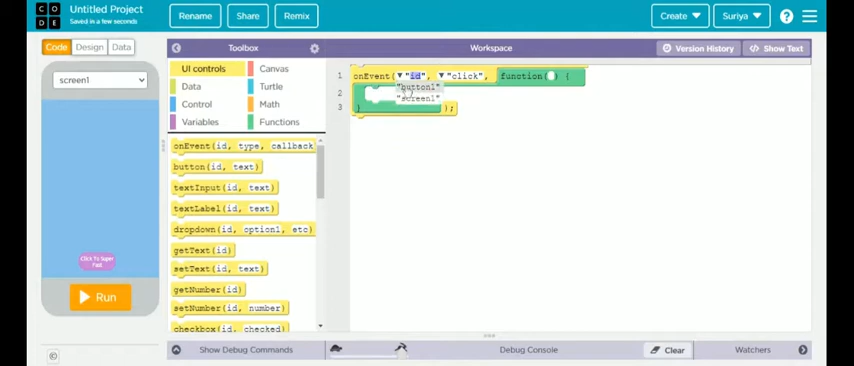 CO
DE
Untitled Project
Saved in a few seconds
Rename
Share
Remix
Create
Suriya
?
Code
Design
Data
Toolbox
Workspace
Version History
</> Show Text
screen1
UI controls
Canvas
Data
Turtle
Control
Math
Variables
Functions
onEvent(id, type, callback
button(id, text)
textInput(id, text)
textLabel(id, text)
dropdown(id, option1, etc)
getText(id)
setText(id, text)
getNumber(id)
setNumber(id, number)
checkbox(id, checked)
1 onEvent( ▼ "id", ▼ "click", function( ) {
"button1"
2
"screen1"
3 } );
Click To Super
Fast
Run
©
Show Debug Commands
Debug Console
Clear
Watchers